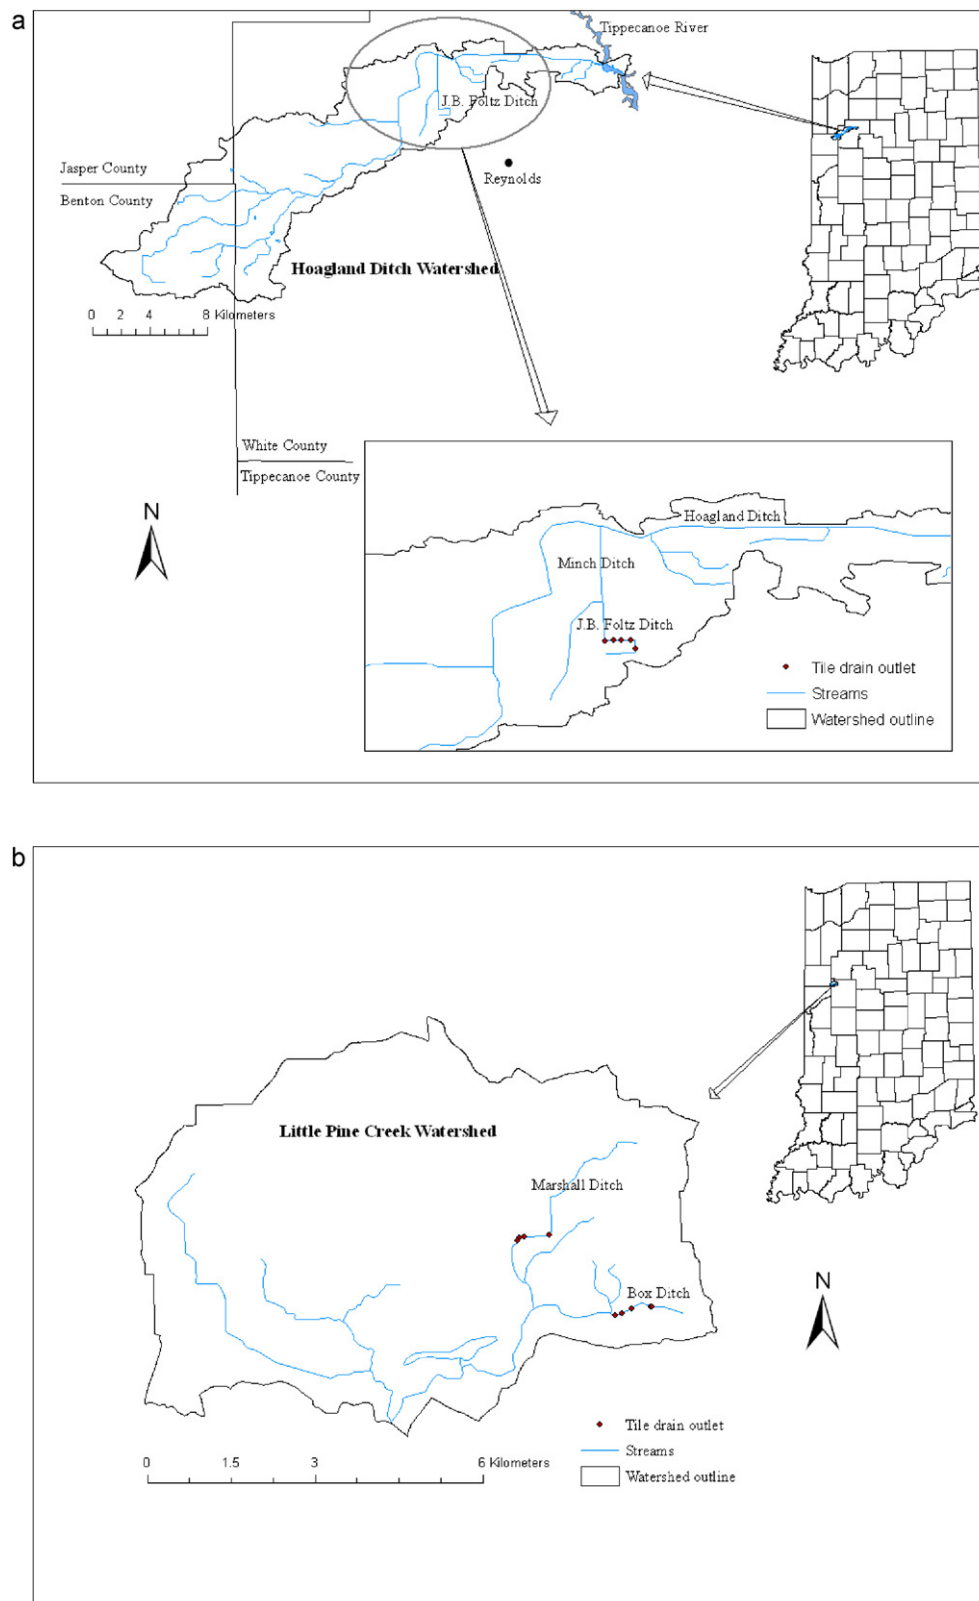 a
Tippecanoe River
J.B. Foltz Ditch
Reynolds
Jasper County
Benton County
Hoagland Ditch Watershed
0 2 4 8 Kilometers
White County
Tippecanoe County
N
Hoagland Ditch
Minch Ditch
J.B. Foltz Ditch
Tile drain outlet
Streams
Watershed outline
b
Little Pine Creek Watershed
Marshall Ditch
Box Ditch
N
Tile drain outlet
Streams
Watershed outline
0 1.5 3 6 Kilometers